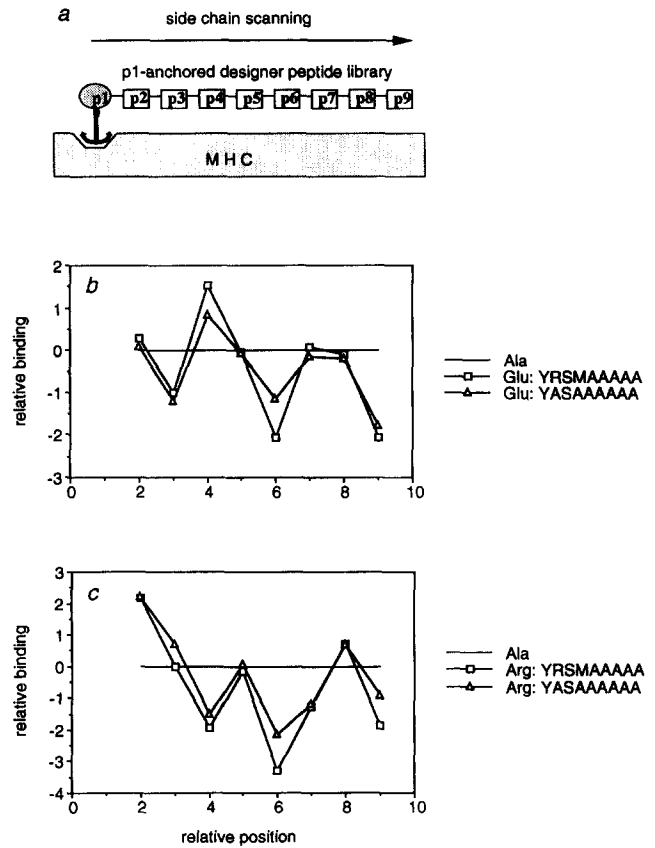 a
side chain scanning
p1-anchored designer peptide library
p1 p2 p3 p4 p5 p6 p7 p8 p9
MHC
b
2
1
0
-1
-2
-3
0 2 4 6 8 10
relative binding
Ala
Glu: YRSMAAAAA
Glu: YASAAAAAA
c
3
2
1
0
-1
-2
-3
-4
0 2 4 6 8 10
relative binding
relative position
Ala
Arg: YRSMAAAAA
Arg: YASAAAAAA